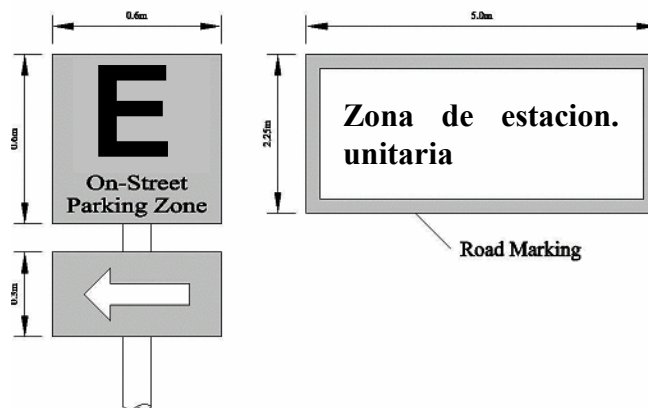 0.6m
5.0m
0.6m
E
On-Street
Parking Zone
2.25m
Zona de estacion.
unitaria
Road Marking
0.3m